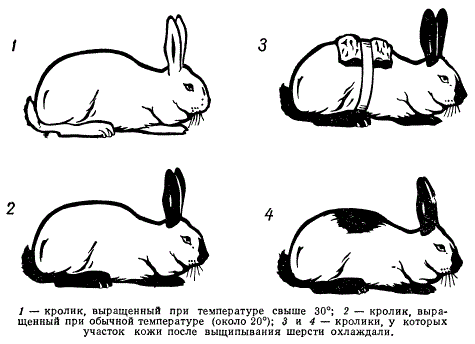 1
3
2
4
1 — кролик, выращенный при температуре свыше 30°; 2 — кролик, выра-
щенный при обычной температуре (около 20°); 3 и 4 — кролики, у которых
участок кожи после выщипывания шерсти охлаждали.